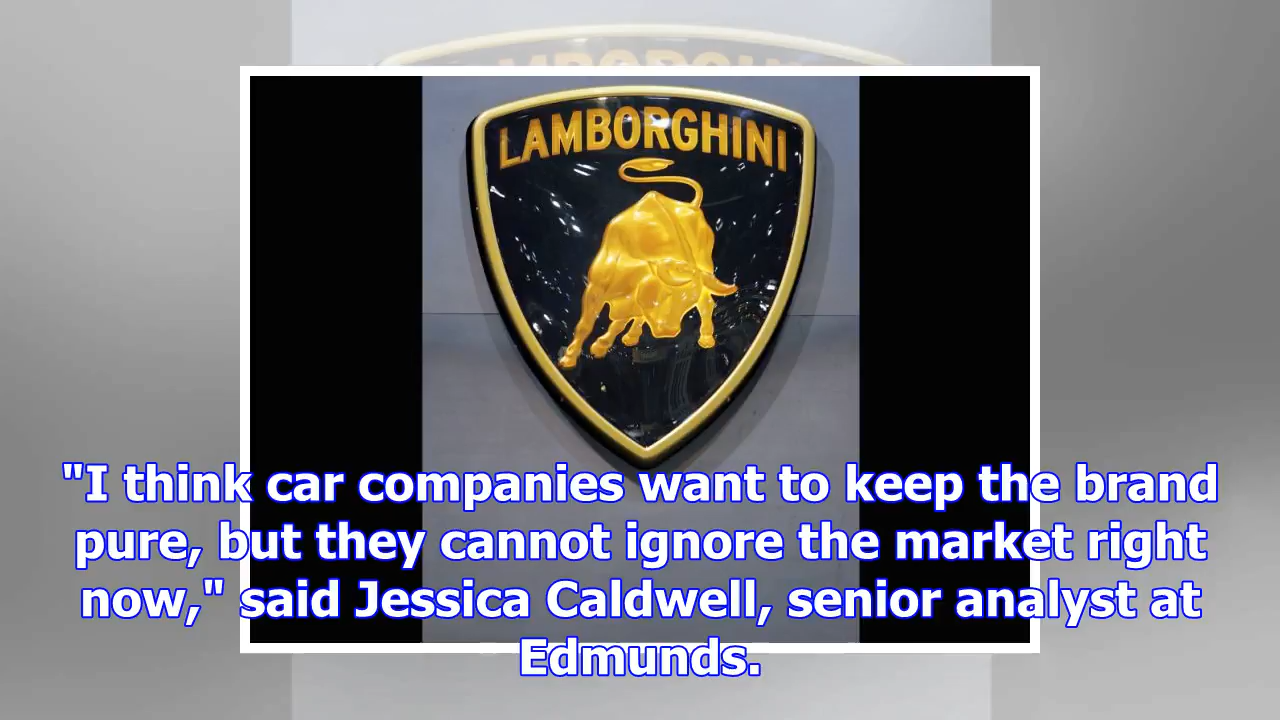 LAMBORGHINI
"I think car companies want to keep the brand
pure, but they cannot ignore the market right
now," said Jessica Caldwell, senior analyst at
Edmunds.